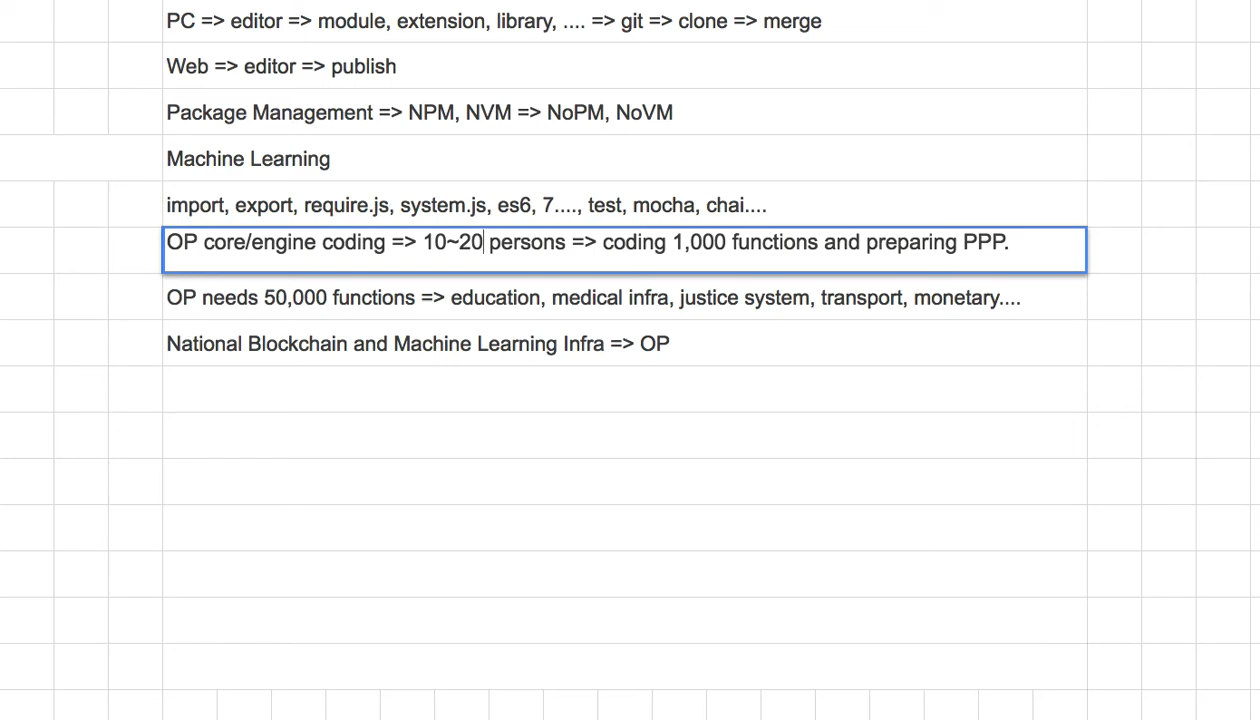 PC => editor => module, extension, library, .... => git => clone => merge
Web => editor => publish
Package Management => NPM, NVM => NoPM, NoVM
Machine Learning
import, export, require.js, system.js, es6, 7...., test, mocha, chai....
OP core/engine coding => 10~20 persons => coding 1,000 functions and preparing PPP.
OP needs 50,000 functions => education, medical infra, justice system, transport, monetary....
National Blockchain and Machine Learning Infra => OP